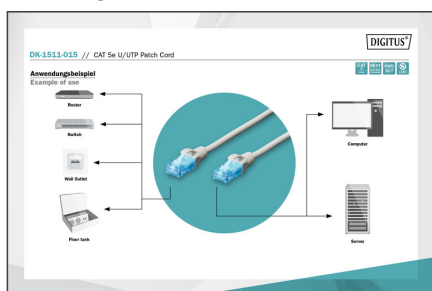 DIGITUS®
DK-1511-015 // CAT 5e U/UTP Patch Cord
Anwendungsbeispiel
Example of use
Router
Switch
Wall Outlet
Floor tank
Computer
Server